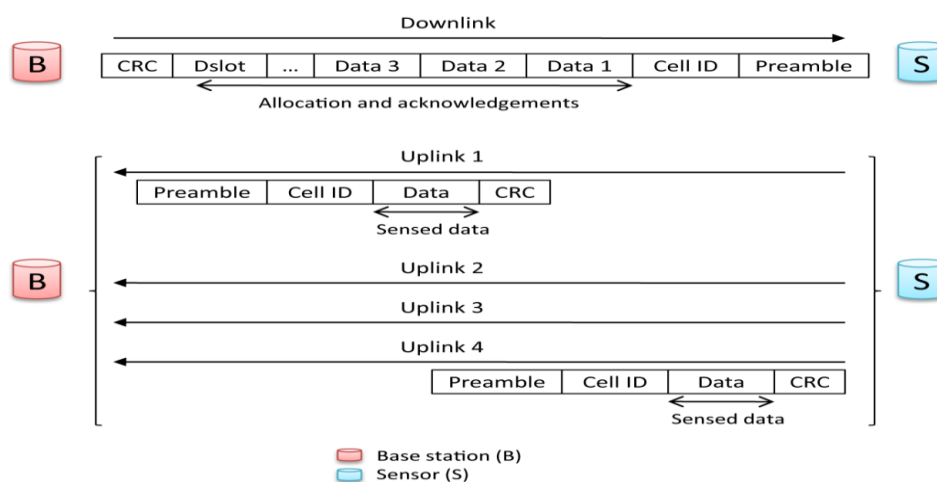 Downlink
B
CRC Dslot ... Data 3 Data 2 Data 1 Cell ID Preamble
S
Allocation and acknowledgements
Uplink 1
Preamble Cell ID Data CRC
Sensed data
B
Uplink 2
S
Uplink 3
Uplink 4
Preamble Cell ID Data CRC
Sensed data
Base station (B)
Sensor (S)